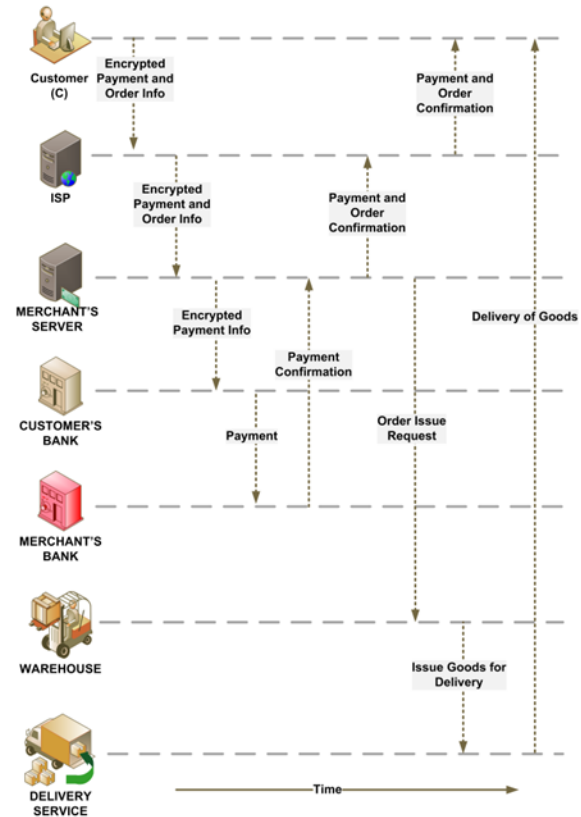 Customer
(C)
Encrypted
Payment and
Order Info
Payment and
Order
Confirmation
ISP
Encrypted
Payment and
Order Info
Payment and
Order
Confirmation
MERCHANT'S
SERVER
Encrypted
Payment Info
Delivery of Goods
Payment
Confirmation
CUSTOMER'S
BANK
Payment
Order Issue
Request
MERCHANT'S
BANK
WAREHOUSE
Issue Goods for
Delivery
DELIVERY
SERVICE
Time